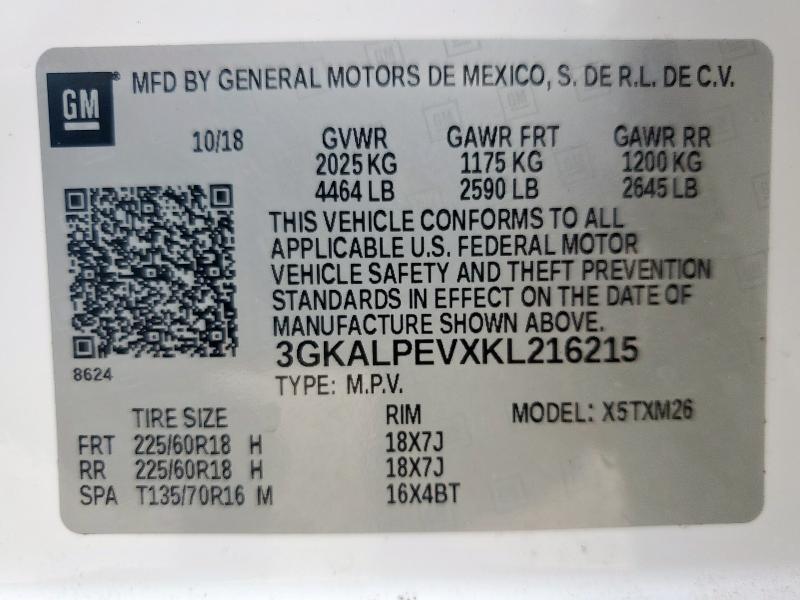 GM® MFD BY GENERAL MOTORS DE MEXICO, S. DE R.L. DE C.V.
10/18 GVWR GAWR FRT GAWR RR
2025 KG 1175 KG 1200 KG
4464 LB 2590 LB 2645 LB
THIS VEHICLE CONFORMS TO ALL
APPLICABLE U.S. FEDERAL MOTOR
VEHICLE SAFETY AND THEFT PREVENTION
STANDARDS IN EFFECT ON THE DATE OF
MANUFACTURE SHOWN ABOVE.
3GKALPEVXKL216215
8624
TYPE: M.P.V.
TIRE SIZE RIM MODEL: X5TXM26
FRT 225/60R18 H 18X7J
RR 225/60R18 H 18X7J
SPA T135/70R16 M 16X4BT